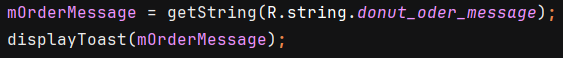 mOrderMessage = getString(R.string.donut_oder_message);
displayToast(mOrderMessage);